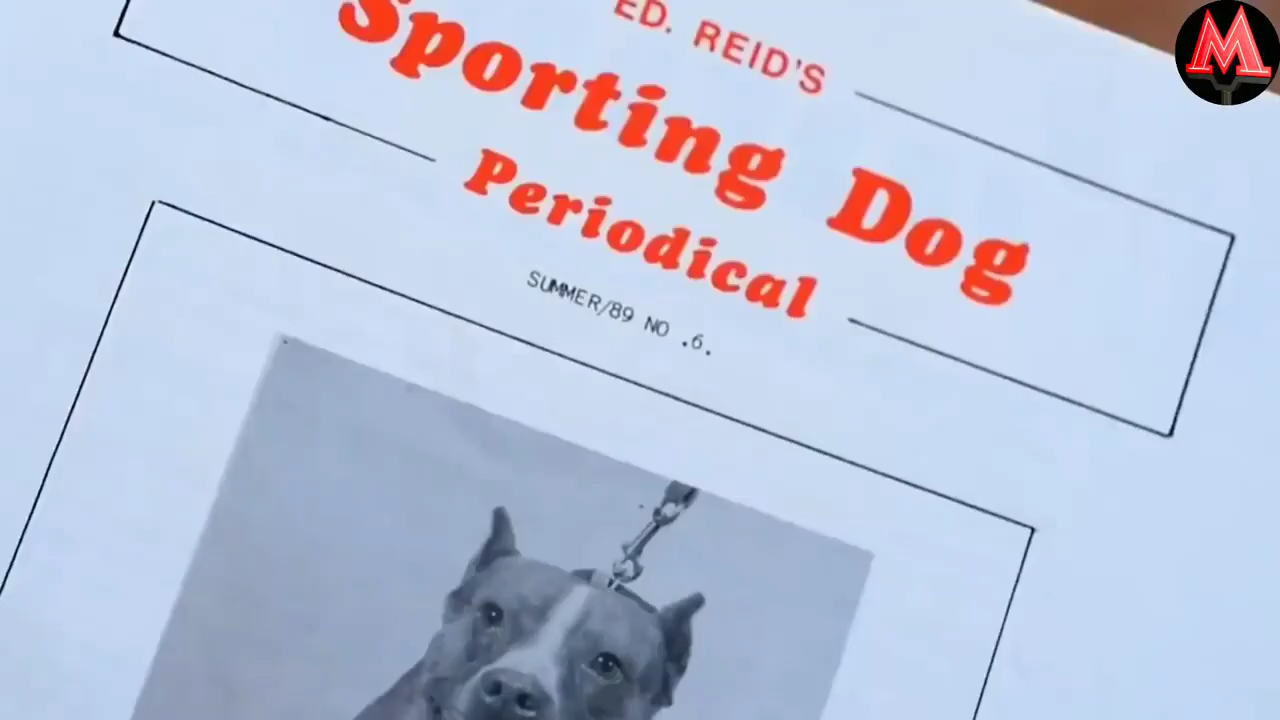 ED. REID'S
Sporting Dog
Periodical
SUMMER/89 NO .6.
M